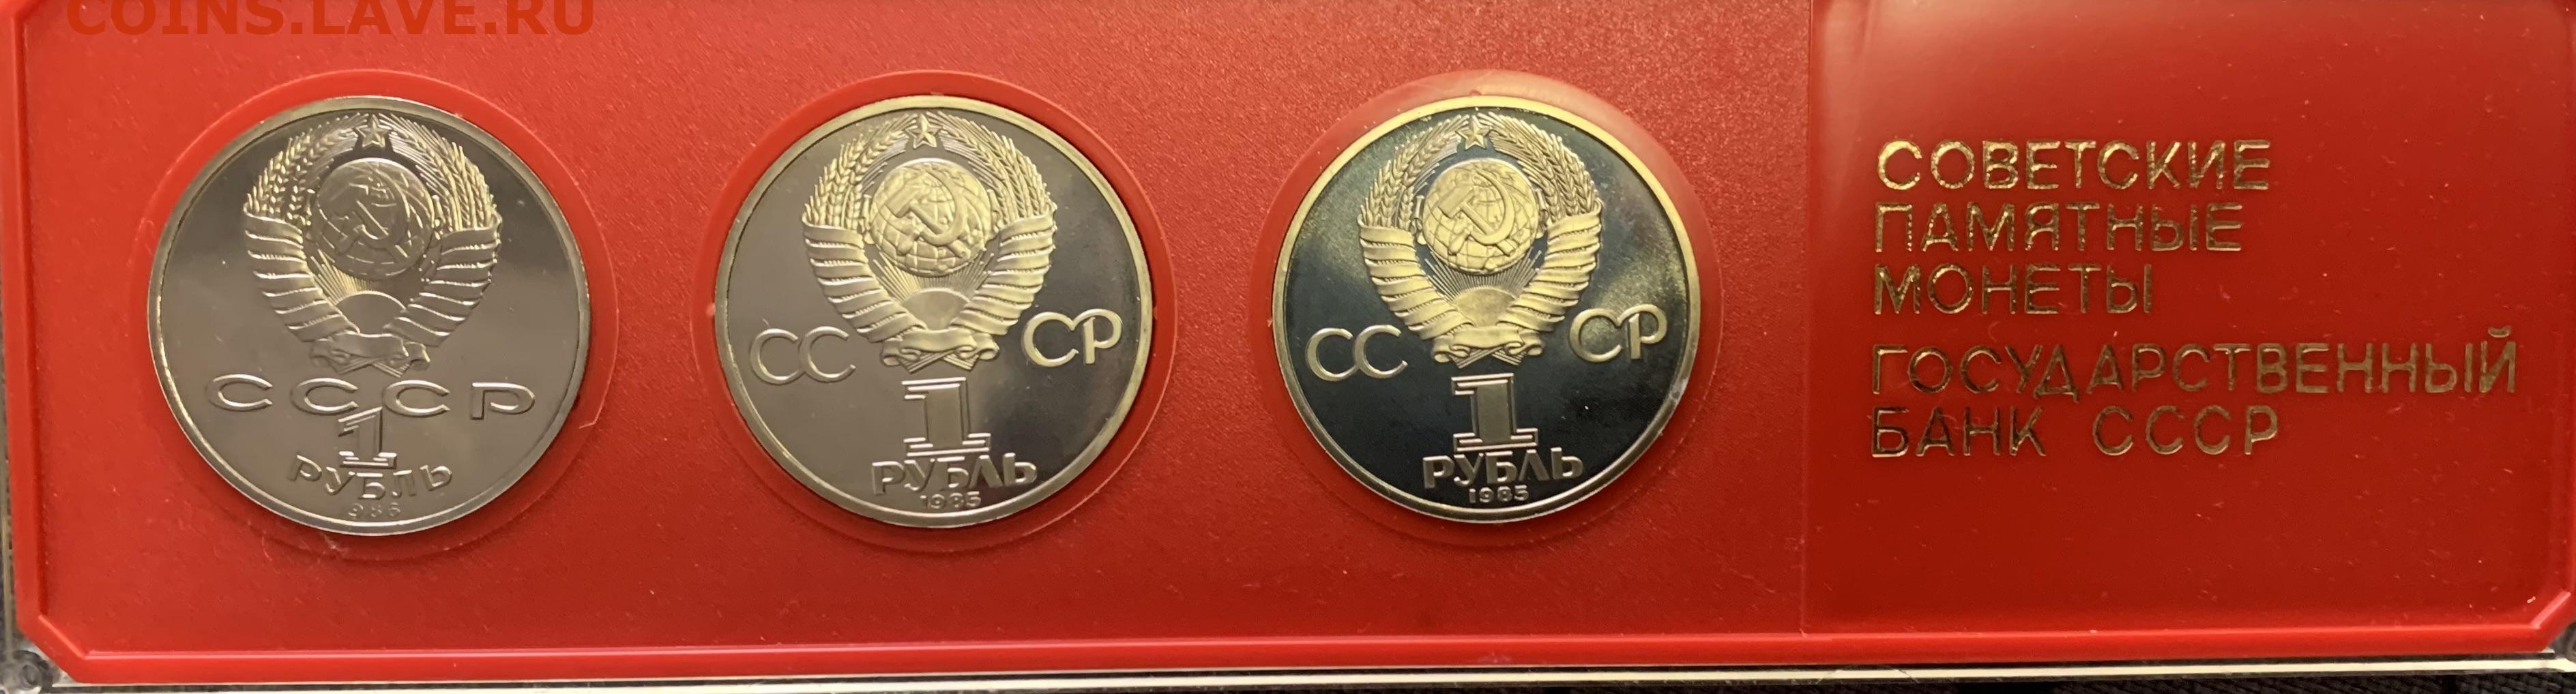 COINS.LAVE.RU
СССР
1
РУБЛЬ
1986
СС СР
1
РУБЛЬ
1985
СС СР
1
РУБЛЬ
1985
СОВЕТСКИЕ
ПАМЯТНЫЕ
МОНЕТЫ
ГОСУДАРСТВЕННЫЙ
БАНК СССР